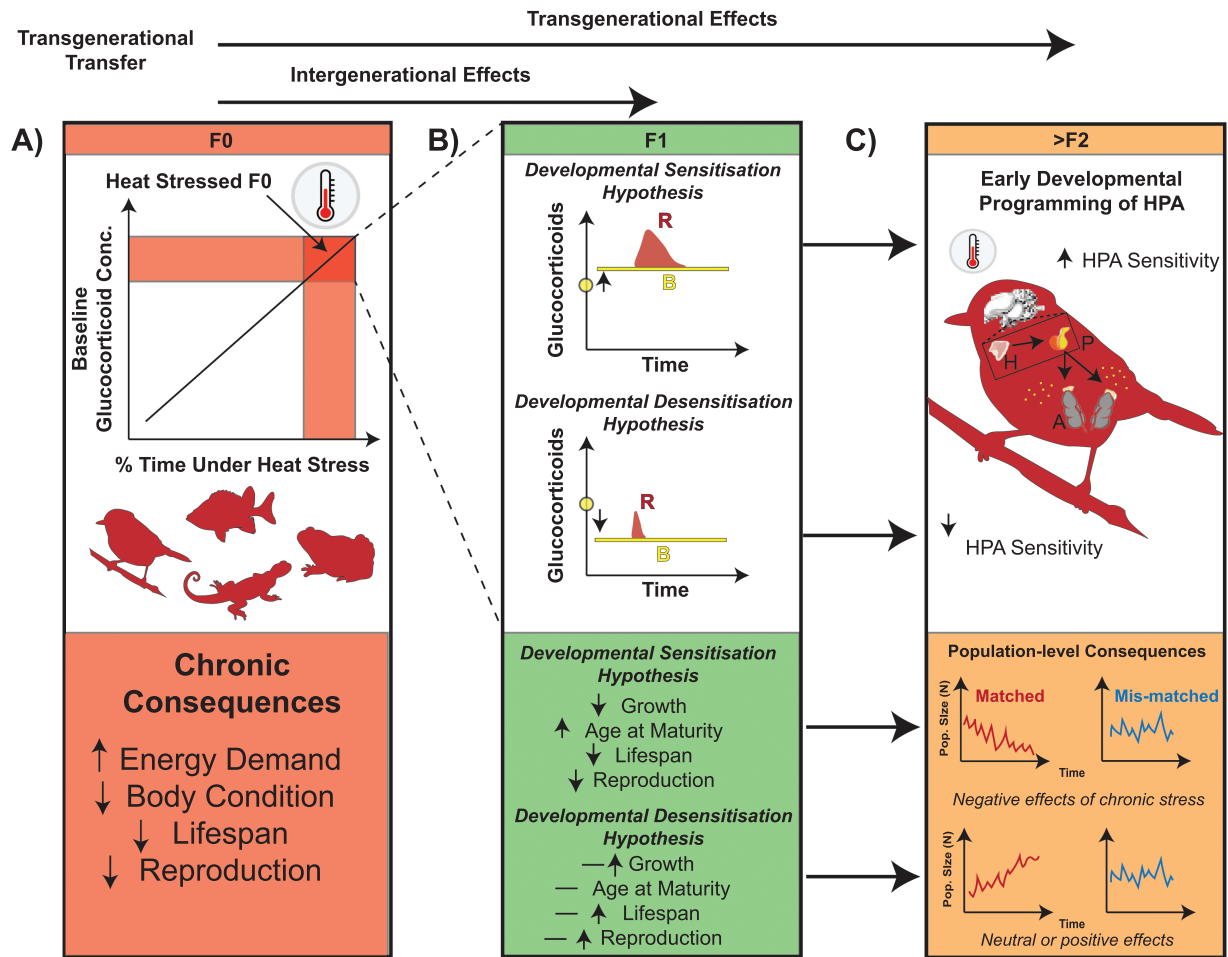 Transgenerational Effects
Transgenerational
Transfer
Intergenerational Effects
A)
F0
Heat Stressed F0
Baseline
Glucocorticoid Conc.
% Time Under Heat Stress
Chronic
Consequences
Energy Demand
Body Condition
Lifespan
Reproduction
B)
F1
Developmental Sensitisation
Hypothesis
Glucocorticoids
R
B
Time
Developmental Desensitisation
Hypothesis
Glucocorticoids
R
B
Time
Developmental Sensitisation
Hypothesis
Growth
Age at Maturity
Lifespan
Reproduction
Developmental Desensitisation
Hypothesis
Growth
Age at Maturity
Lifespan
Reproduction
C)
>F2
Early Developmental
Programming of HPA
HPA Sensitivity
H
P
A
HPA Sensitivity
Population-level Consequences
Pop. Size (N)
Matched
Mis-matched
Time
Negative effects of chronic stress
Pop. Size (N)
Time
Neutral or positive effects